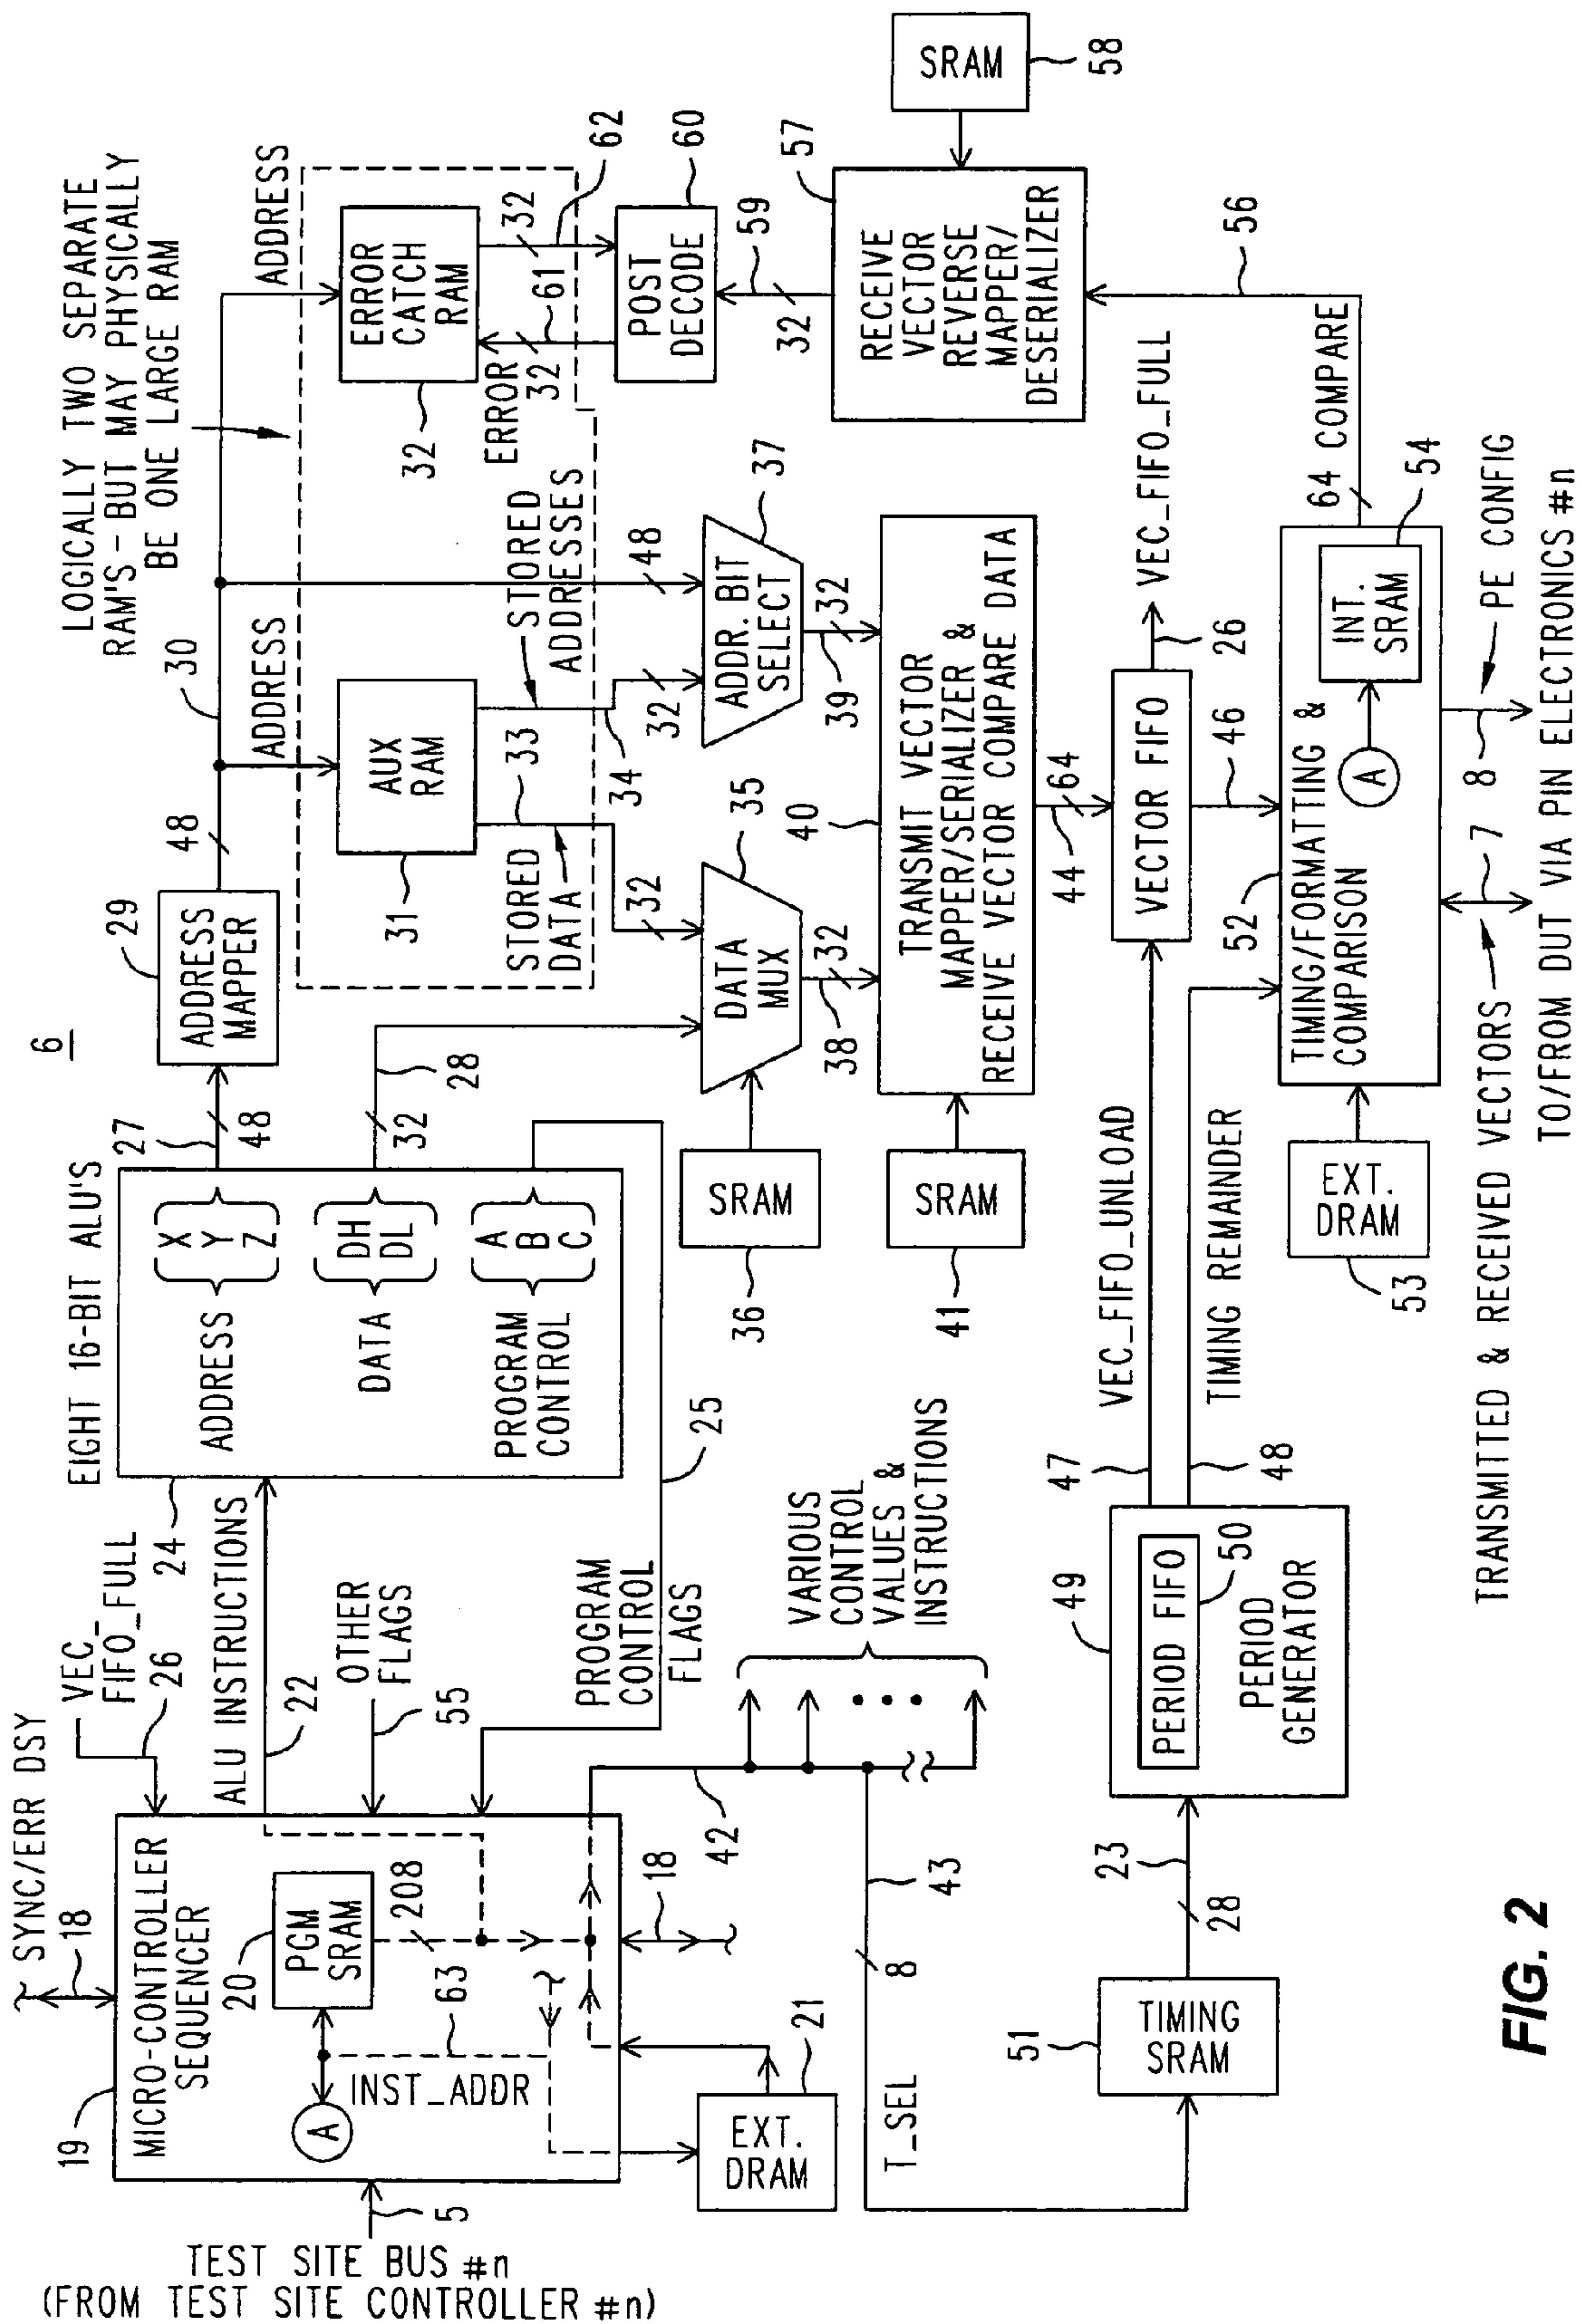 6
SYNC/ERR DSY
18
VEC_
FIFO_FULL
26
19
MICRO-CONTROLLER
SEQUENCER
20
PGM
SRAM
208
63
INST_ADDR
A
5
TEST SITE BUS #n
(FROM TEST SITE CONTROLLER #n)
ALU INSTRUCTIONS
22
OTHER
FLAGS
55
PROGRAM
CONTROL
FLAGS
25
18
42
EXT.
DRAM
21
VARIOUS
CONTROL
VALUES &
INSTRUCTIONS
43
8
T_SEL
EIGHT 16-BIT ALU'S
24
ADDRESS
X
Y
Z
DATA
DH
DL
PROGRAM
CONTROL
A
B
C
27
48
32
28
29
ADDRESS
MAPPER
48
30
LOGICALLY TWO SEPARATE
RAM'S - BUT MAY PHYSICALLY
BE ONE LARGE RAM
ADDRESS
ADDRESS
AUX
RAM
31
33
34
STORED
DATA
STORED
ADDRESSES
32
32
48
ERROR
CATCH
RAM
32
ERROR
32
61
32
62
POST
DECODE
60
59
32
RECEIVE
VECTOR
REVERSE
MAPPER/
DESERIALIZER
57
SRAM
58
56
SRAM
36
DATA
MUX
35
38
32
ADDR. BIT
SELECT
37
39
32
SRAM
41
40
TRANSMIT VECTOR
MAPPER/SERIALIZER &
RECEIVE VECTOR COMPARE DATA
44
64
VECTOR FIFO
26
VEC_FIFO_FULL
46
VEC_FIFO_UNLOAD
TIMING REMAINDER
47
48
49
PERIOD FIFO
50
PERIOD
GENERATOR
23
28
51
TIMING
SRAM
52
TIMING/FORMATTING &
COMPARISON
A
INT.
SRAM
54
64 COMPARE
EXT.
DRAM
53
7
8
PE CONFIG
TRANSMITTED & RECEIVED VECTORS
TO/FROM DUT VIA PIN ELECTRONICS #n
FIG. 2